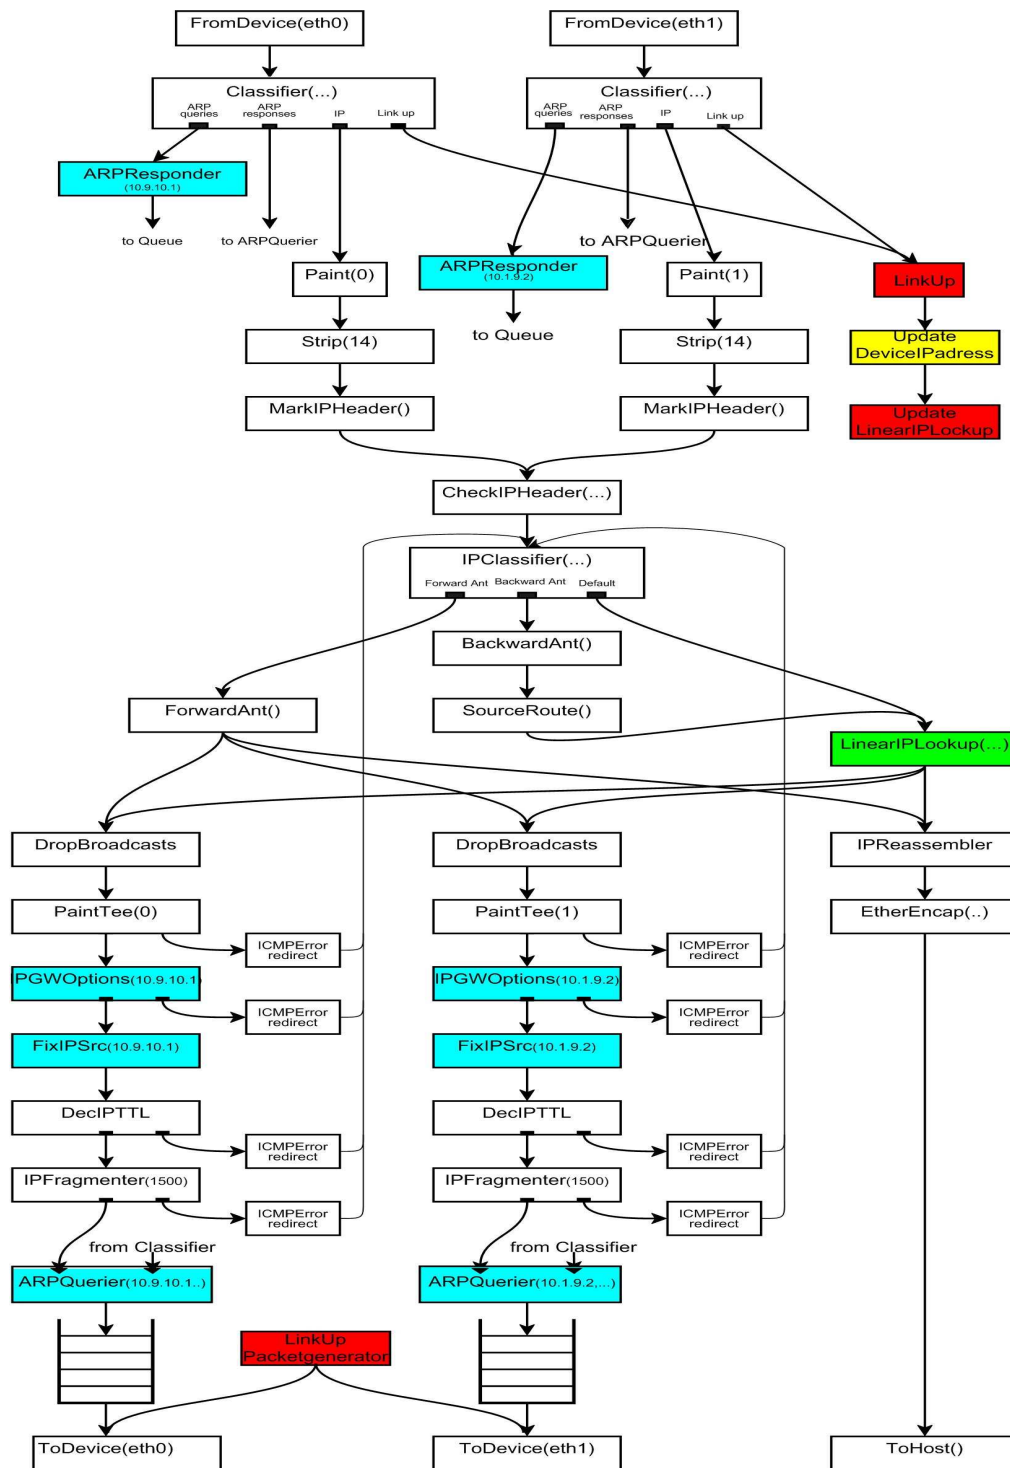 FromDevice(eth0)
FromDevice(eth1)
Classifier(...)
ARP
queries
ARP
responses
IP
Link up
Classifier(...)
ARP
queries
ARP
responses
IP
Link up
ARPResponder
(10.9.10.1)
to Queue
to ARPQuerier
to ARPQuerier
ARPResponder
(10.1.9.2)
to Queue
Paint(0)
Paint(1)
LinkUp
Strip(14)
Strip(14)
Update
DeviceIPadress
MarkIPHeader()
MarkIPHeader()
Update
LinearIPLockup
CheckIPHeader(...)
IPClassifier(...)
Forward Ant
Backward Ant
Default
BackwardAnt()
ForwardAnt()
SourceRoute()
LinearIPLookup(...)
DropBroadcasts
DropBroadcasts
IPReassembler
PaintTee(0)
PaintTee(1)
EtherEncap(..)
ICMPError
redirect
ICMPError
redirect
IPGWOptions(10.9.10.1)
IPGWOptions(10.1.9.2)
ICMPError
redirect
ICMPError
redirect
FixIPSrc(10.9.10.1)
FixIPSrc(10.1.9.2)
DecIPTTL
DecIPTTL
ICMPError
redirect
ICMPError
redirect
IPFragmenter(1500)
IPFragmenter(1500)
ICMPError
redirect
ICMPError
redirect
from Classifier
from Classifier
ARPQuerier(10.9.10.1..)
ARPQuerier(10.1.9.2,...)
LinkUp
Packetgenerator
ToDevice(eth0)
ToDevice(eth1)
ToHost()